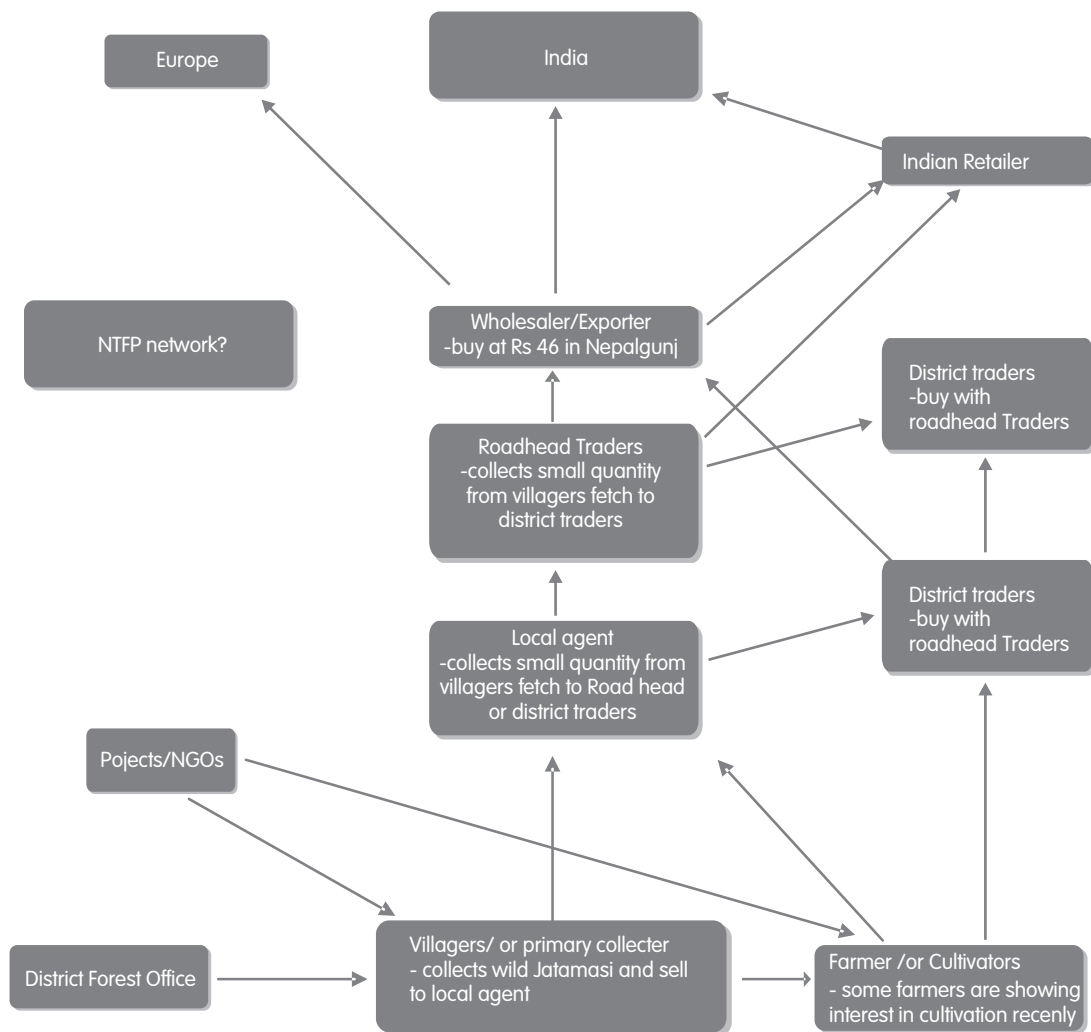 Europe
India
Indian Retailer
NTFP network?
Wholesaler/Exporter
-buy at Rs 46 in Nepalgunj
District traders
-buy with
roadhead Traders
Roadhead Traders
-collects small quantity
from villagers fetch to
district traders
District traders
-buy with
roadhead Traders
Local agent
-collects small quantity from
villagers fetch to Road head
or district traders
Pojects/NGOs
Villagers/ or primary collecter
- collects wild Jatamasi and sell
to local agent
District Forest Office
Farmer /or Cultivators
- some farmers are showing
interest in cultivation recenly